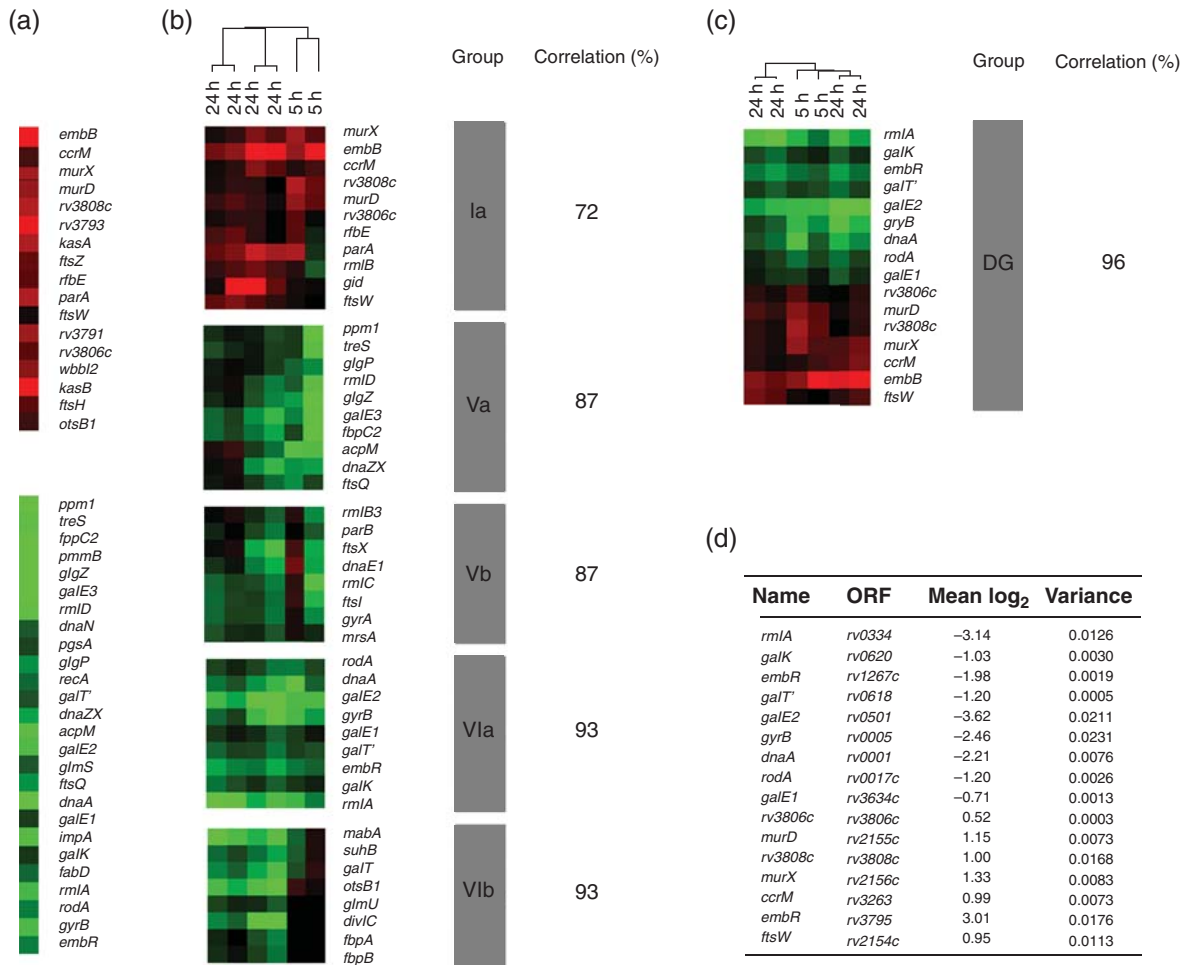 (a)
embB
ccrM
murX
murD
rv3808c
rv3793
kasA
ftsZ
rfbE
parA
ftsW
rv3791
rv3806c
wbbl2
kasB
ftsH
otsB1
ppm1
treS
fppC2
pmmB
glgZ
galE3
rmlD
dnaN
pgsA
glgP
recA
galT'
dnaZX
acpM
galE2
glmS
ftsQ
dnaA
galE1
impA
galK
fabD
rmlA
rodA
gyrB
embR
(b)
Group Correlation (%)
24 h 24 h 24 h 24 h 5 h 5 h
murX
embB
ccrM
rv3808c
murD
rv3806c
rfbE
parA
rmlB
gid
ftsW
Ia 72
ppm1
treS
glgP
rmlD
glgZ
galE3
fbpC2
acpM
dnaZX
ftsQ
Va 87
rmlB3
parB
ftsX
dnaE1
rmlC
ftsI
gyrA
mrsA
Vb 87
rodA
dnaA
galE2
gyrB
galE1
galT'
embR
galK
rmlA
VIa 93
mabA
suhB
galT
otsB1
glmU
divIC
fbpA
fbpB
VIb 93
(c)
Group Correlation (%)
24 h 24 h 5 h 5 h 24 h 24 h
rmlA
galK
embR
galT'
galE2
gryB
dnaA
rodA
galE1
rv3806c
murD
rv3808c
murX
ccrM
embB
ftsW
DG 96
(d)
Name ORF Mean log2 Variance
rmlA rv0334 −3.14 0.0126
galK rv0620 −1.03 0.0030
embR rv1267c −1.98 0.0019
galT' rv0618 −1.20 0.0005
galE2 rv0501 −3.62 0.0211
gyrB rv0005 −2.46 0.0231
dnaA rv0001 −2.21 0.0076
rodA rv0017c −1.20 0.0026
galE1 rv3634c −0.71 0.0013
rv3806c rv3806c 0.52 0.0003
murD rv2155c 1.15 0.0073
rv3808c rv3808c 1.00 0.0168
murX rv2156c 1.33 0.0083
ccrM rv3263 0.99 0.0073
embR rv3795 3.01 0.0176
ftsW rv2154c 0.95 0.0113